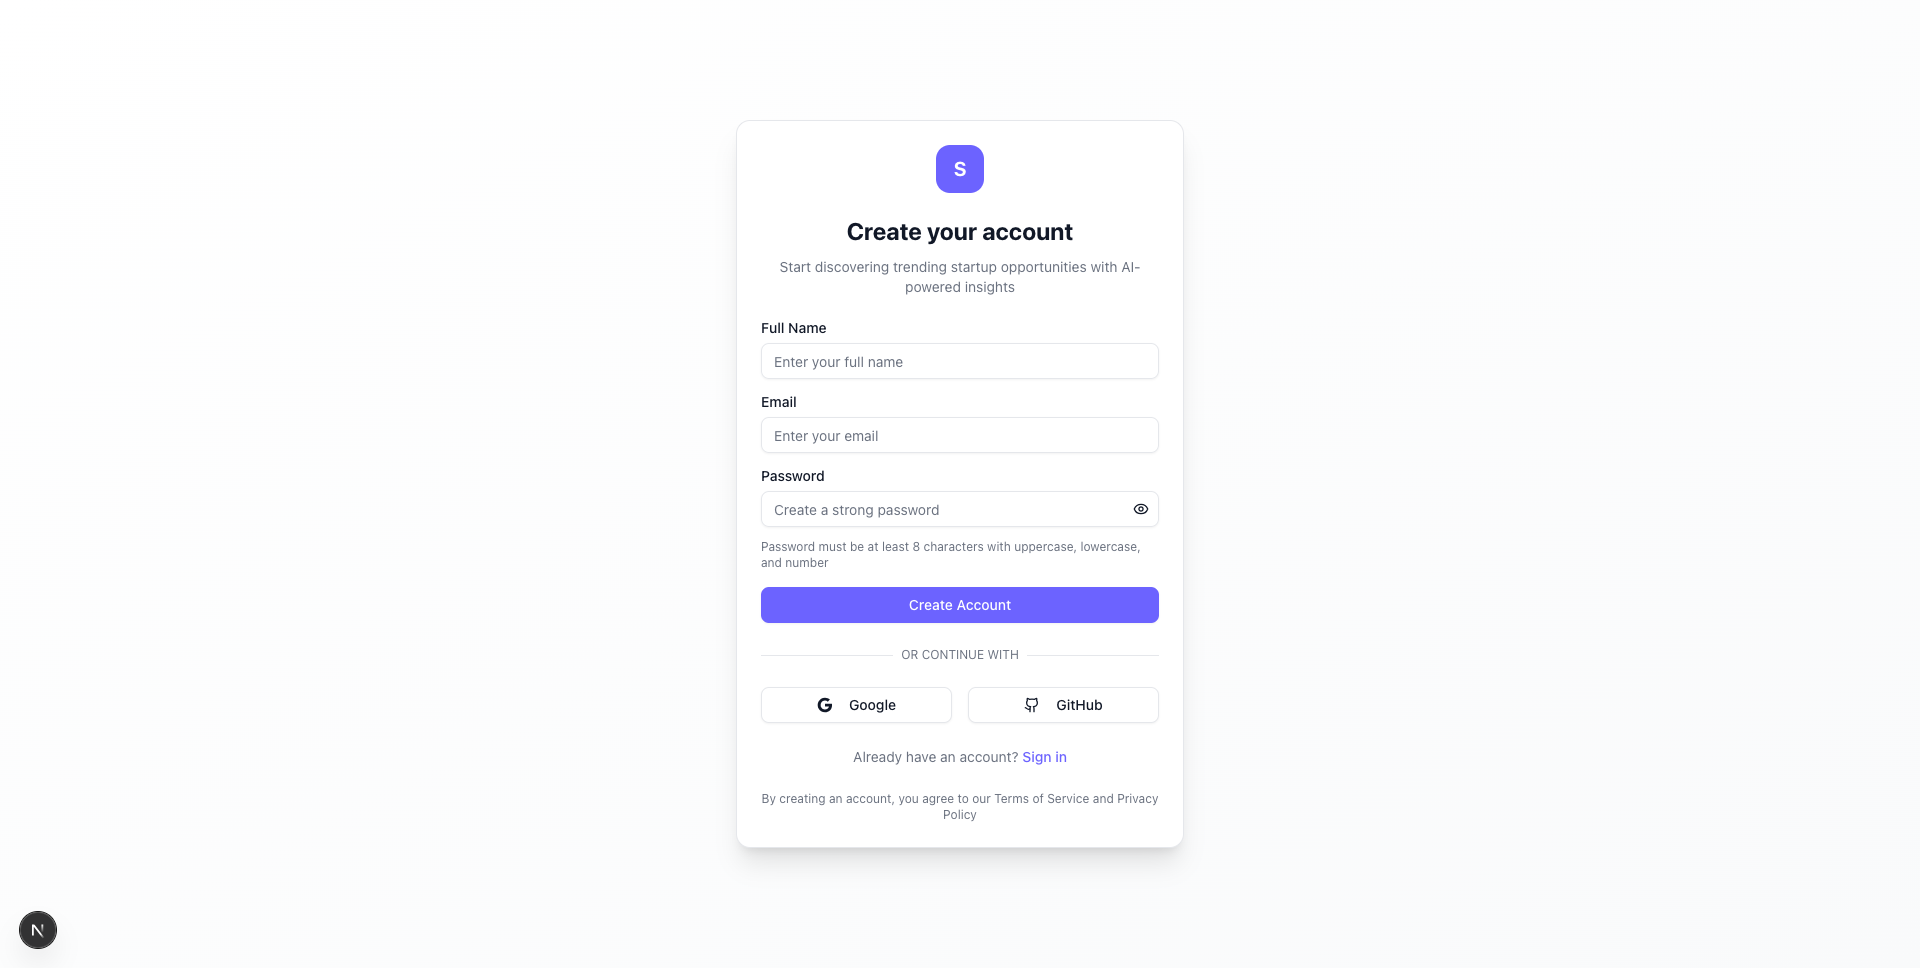 S
Create your account
Start discovering trending startup opportunities with AI-
powered insights
Full Name
Enter your full name
Email
Enter your email
Password
Create a strong password
Password must be at least 8 characters with uppercase, lowercase,
and number
Create Account
OR CONTINUE WITH
G Google
GitHub
Already have an account? Sign in
By creating an account, you agree to our Terms of Service and Privacy
Policy
N